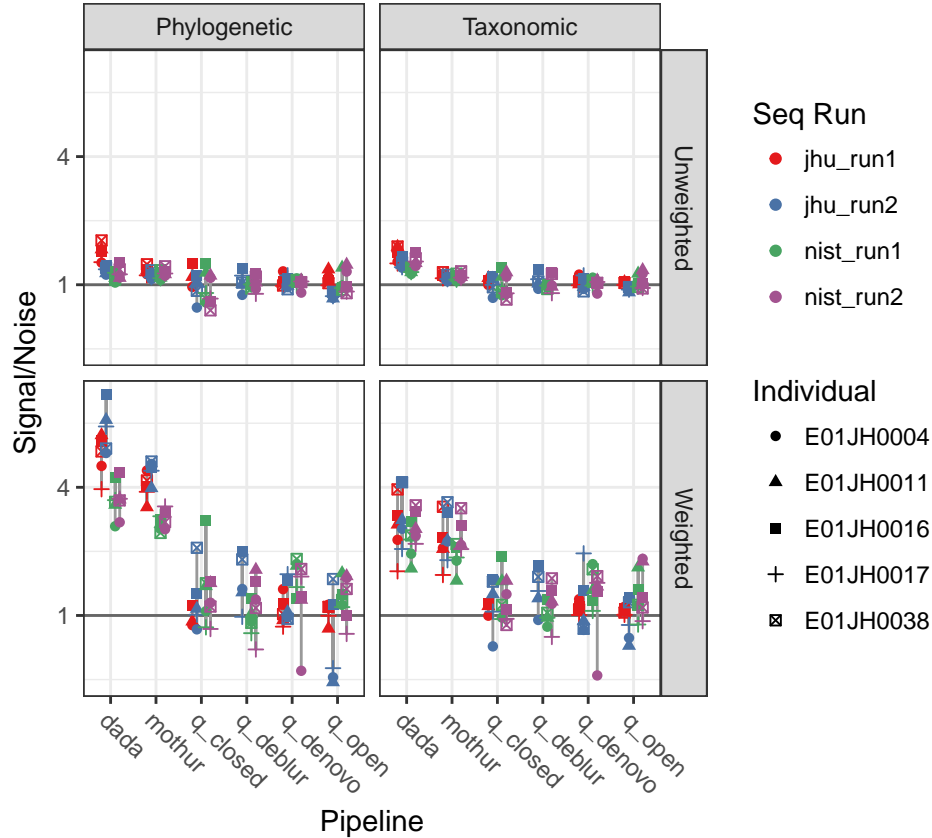 Phylogenetic
Taxonomic
Unweighted
Weighted
4
1
4
1
Signal/Noise
dada
mothur
q_closed
q_deblur
q_denovo
q_open
dada
mothur
q_closed
q_deblur
q_denovo
q_open
Pipeline
Seq Run
jhu_run1
jhu_run2
nist_run1
nist_run2
Individual
E01JH0004
E01JH0011
E01JH0016
E01JH0017
E01JH0038